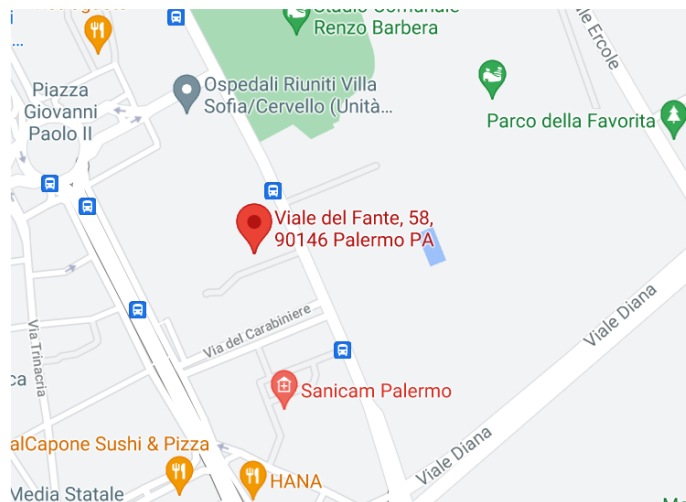 Stadio Comunale
Renzo Barbera
Viale Ercole
Piazza
Giovanni
Paolo II
Ospedali Riuniti Villa
Sofia/Cervello (Unità...
Parco della Favorita
Viale del Fante, 58,
90146 Palermo PA
Via Trinacria
Via del Carabiniere
Viale Diana
Sanicam Palermo
alCapone Sushi & Pizza
HANA
Viale Diana
Media Statale